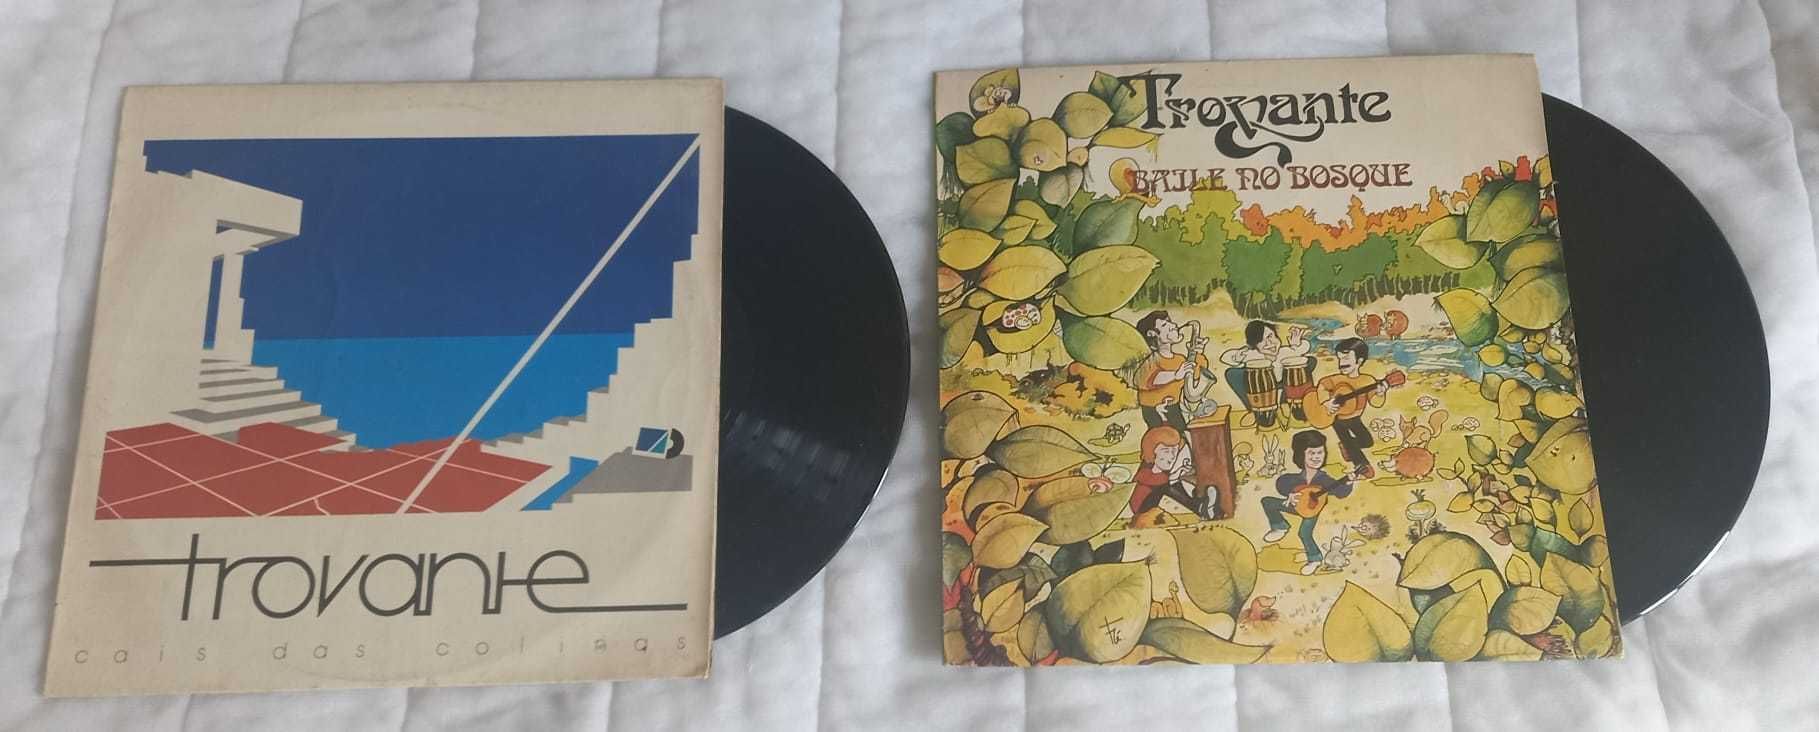 trovante
cais das colinas
Trovante
BAILE NO BOSQUE